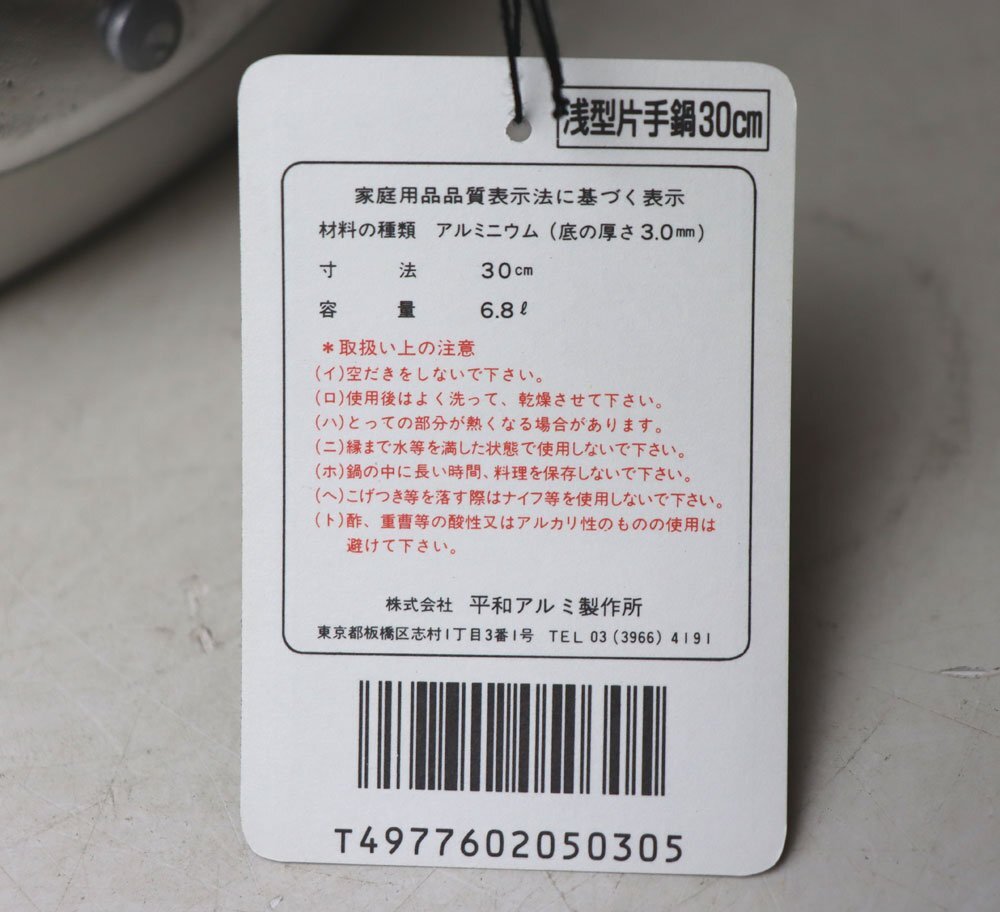 浅型片手鍋30cm
家庭用品品質表示法に基づく表示
材料の種類 アルミニウム（底の厚さ3.0mm）
寸法 30cm
容量 6.8ℓ
＊取扱い上の注意
(イ)空だきをしないで下さい。
(ロ)使用後はよく洗って、乾燥させて下さい。
(ハ)とっての部分が熱くなる場合があります。
(ニ)縁まで水等を満した状態で使用しないで下さい。
(ホ)鍋の中に長い時間、料理を保存しないで下さい。
(ヘ)こげつき等を落す際はナイフ等を使用しないで下さい。
(ト)酢、重曹等の酸性又はアルカリ性のものの使用は
避けて下さい。
株式会社 平和アルミ製作所
東京都板橋区志村1丁目3番1号 TEL 03（3966）4191
T4977602050305